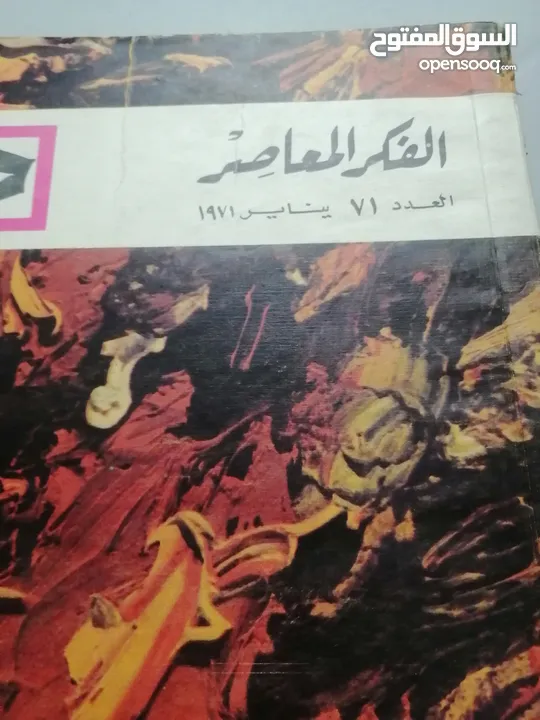 السوق المفتوح
opensooq.com
الفكر المعاصر
العدد ٧١ يناير ١٩٧١